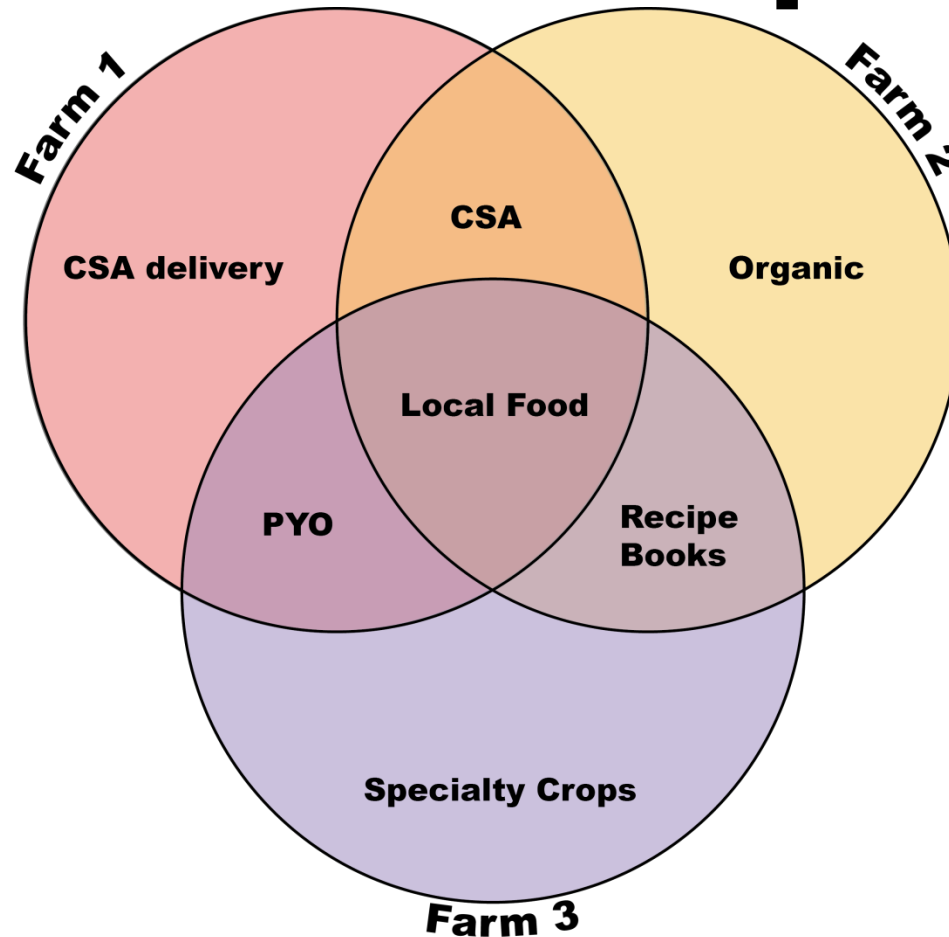 Farm 1
Farm 2
CSA
CSA delivery
Organic
Local Food
PYO
Recipe
Books
Specialty Crops
Farm 3